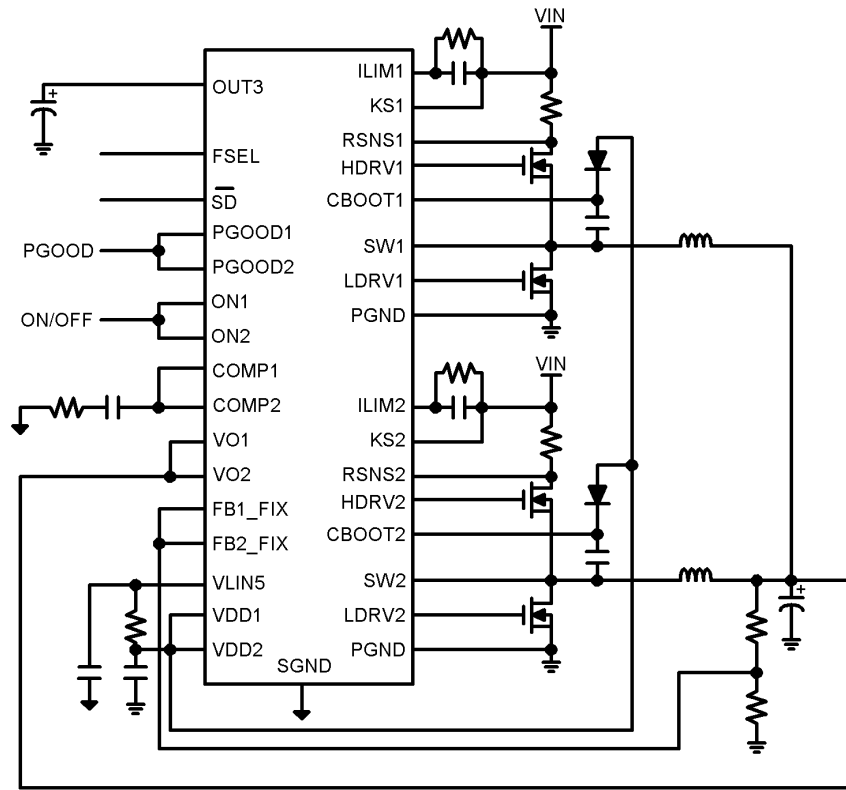 VIN
ILIM1
OUT3
KS1
RSNS1
FSEL
HDRV1
SD
CBOOT1
PGOOD1
PGOOD
SW1
PGOOD2
LDRV1
ON1
ON/OFF
PGND
ON2
VIN
COMP1
COMP2
ILIM2
VO1
KS2
VO2
RSNS2
HDRV2
FB1_FIX
CBOOT2
FB2_FIX
VLIN5
SW2
VDD1
LDRV2
VDD2
PGND
SGND